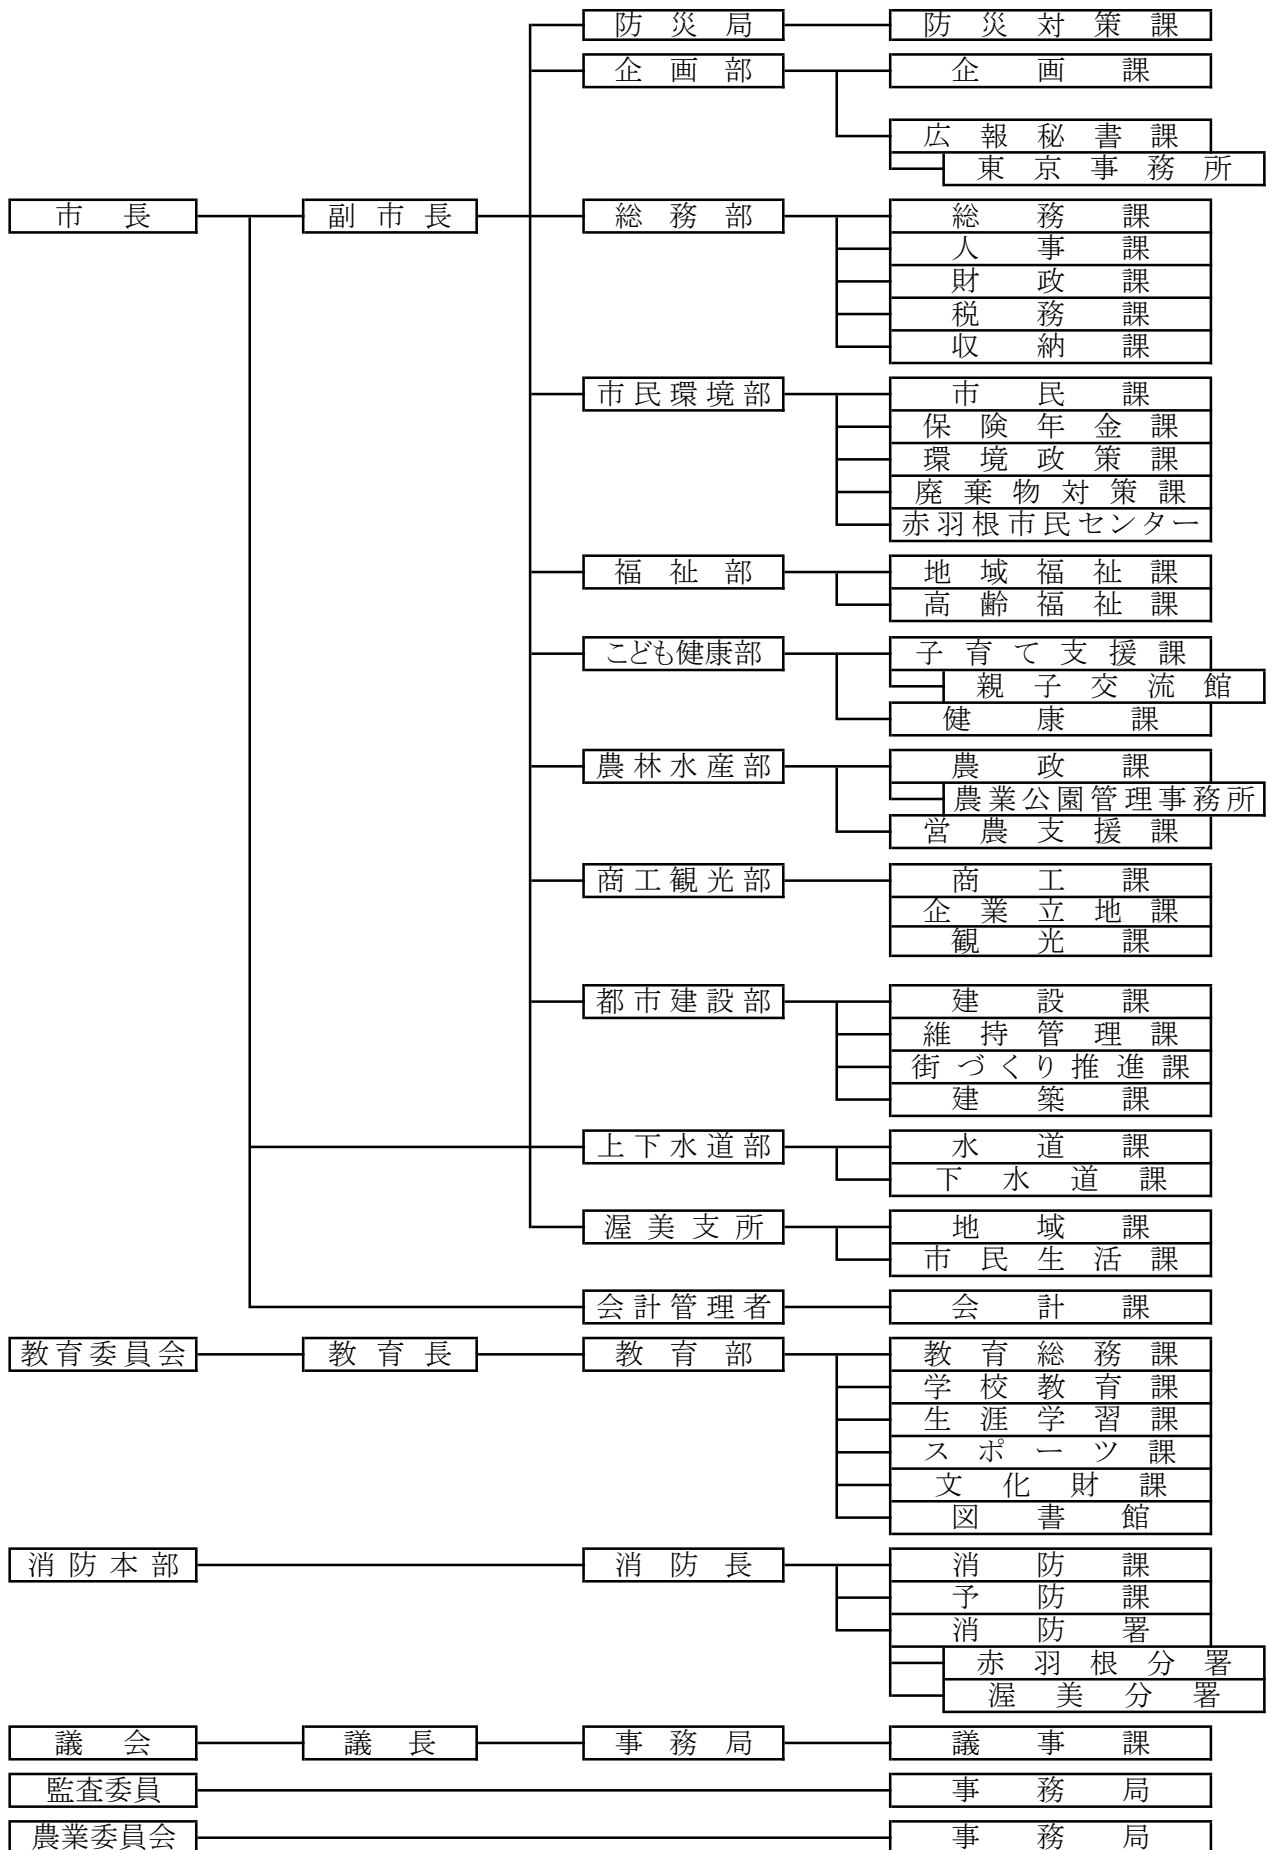 防災局 防災対策課
企画部 企画課
広報秘書課
東京事務所
市長 副市長 総務部 総務課
人事課
財政課
税務課
収納課
市民環境部 市民課
保険年金課
環境政策課
廃棄物対策課
赤羽根市民センター
福祉部 地域福祉課
高齢福祉課
こども健康部 子育て支援課
親子交流館
健康課
農林水産部 農政課
農業公園管理事務所
営農支援課
商工観光部 商工課
企業立地課
観光課
都市建設部 建設課
維持管理課
街づくり推進課
建築課
上下水道部 水道課
下水道課
渥美支所 地域課
市民生活課
会計管理者 会計課
教育委員会 教育長 教育部 教育総務課
学校教育課
生涯学習課
スポーツ課
文化財課
図書館
消防本部 消防長 消防課
予防課
消防署
赤羽根分署
渥美分署
議会 議長 事務局 議事課
監査委員 事務局
農業委員会 事務局